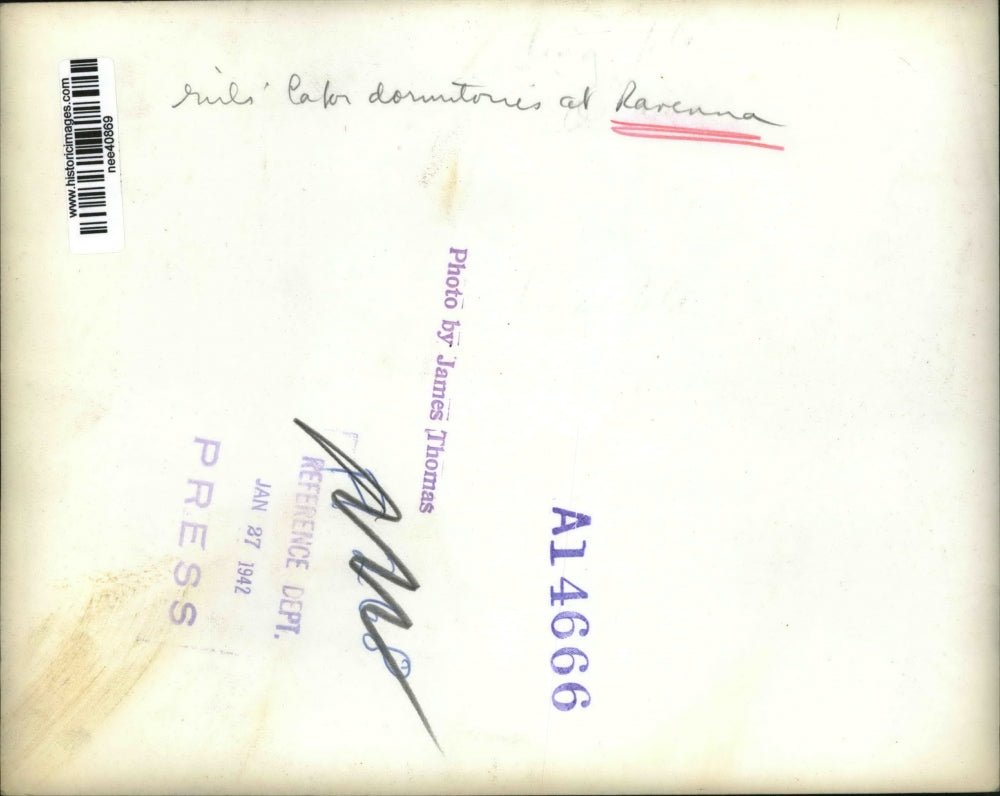 www.historicimages.com
nee40869
girls' labor dormitories at Ravenna
Photo by James Thomas
REFERENCE DEPT.
JAN 27 1942
PRESS
A14666